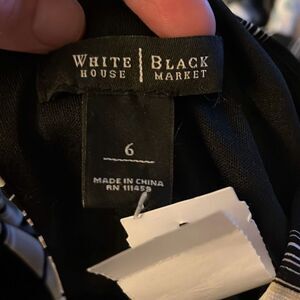 WHITE | BLACK
HOUSE | MARKET
6
MADE IN CHINA
RN 111459